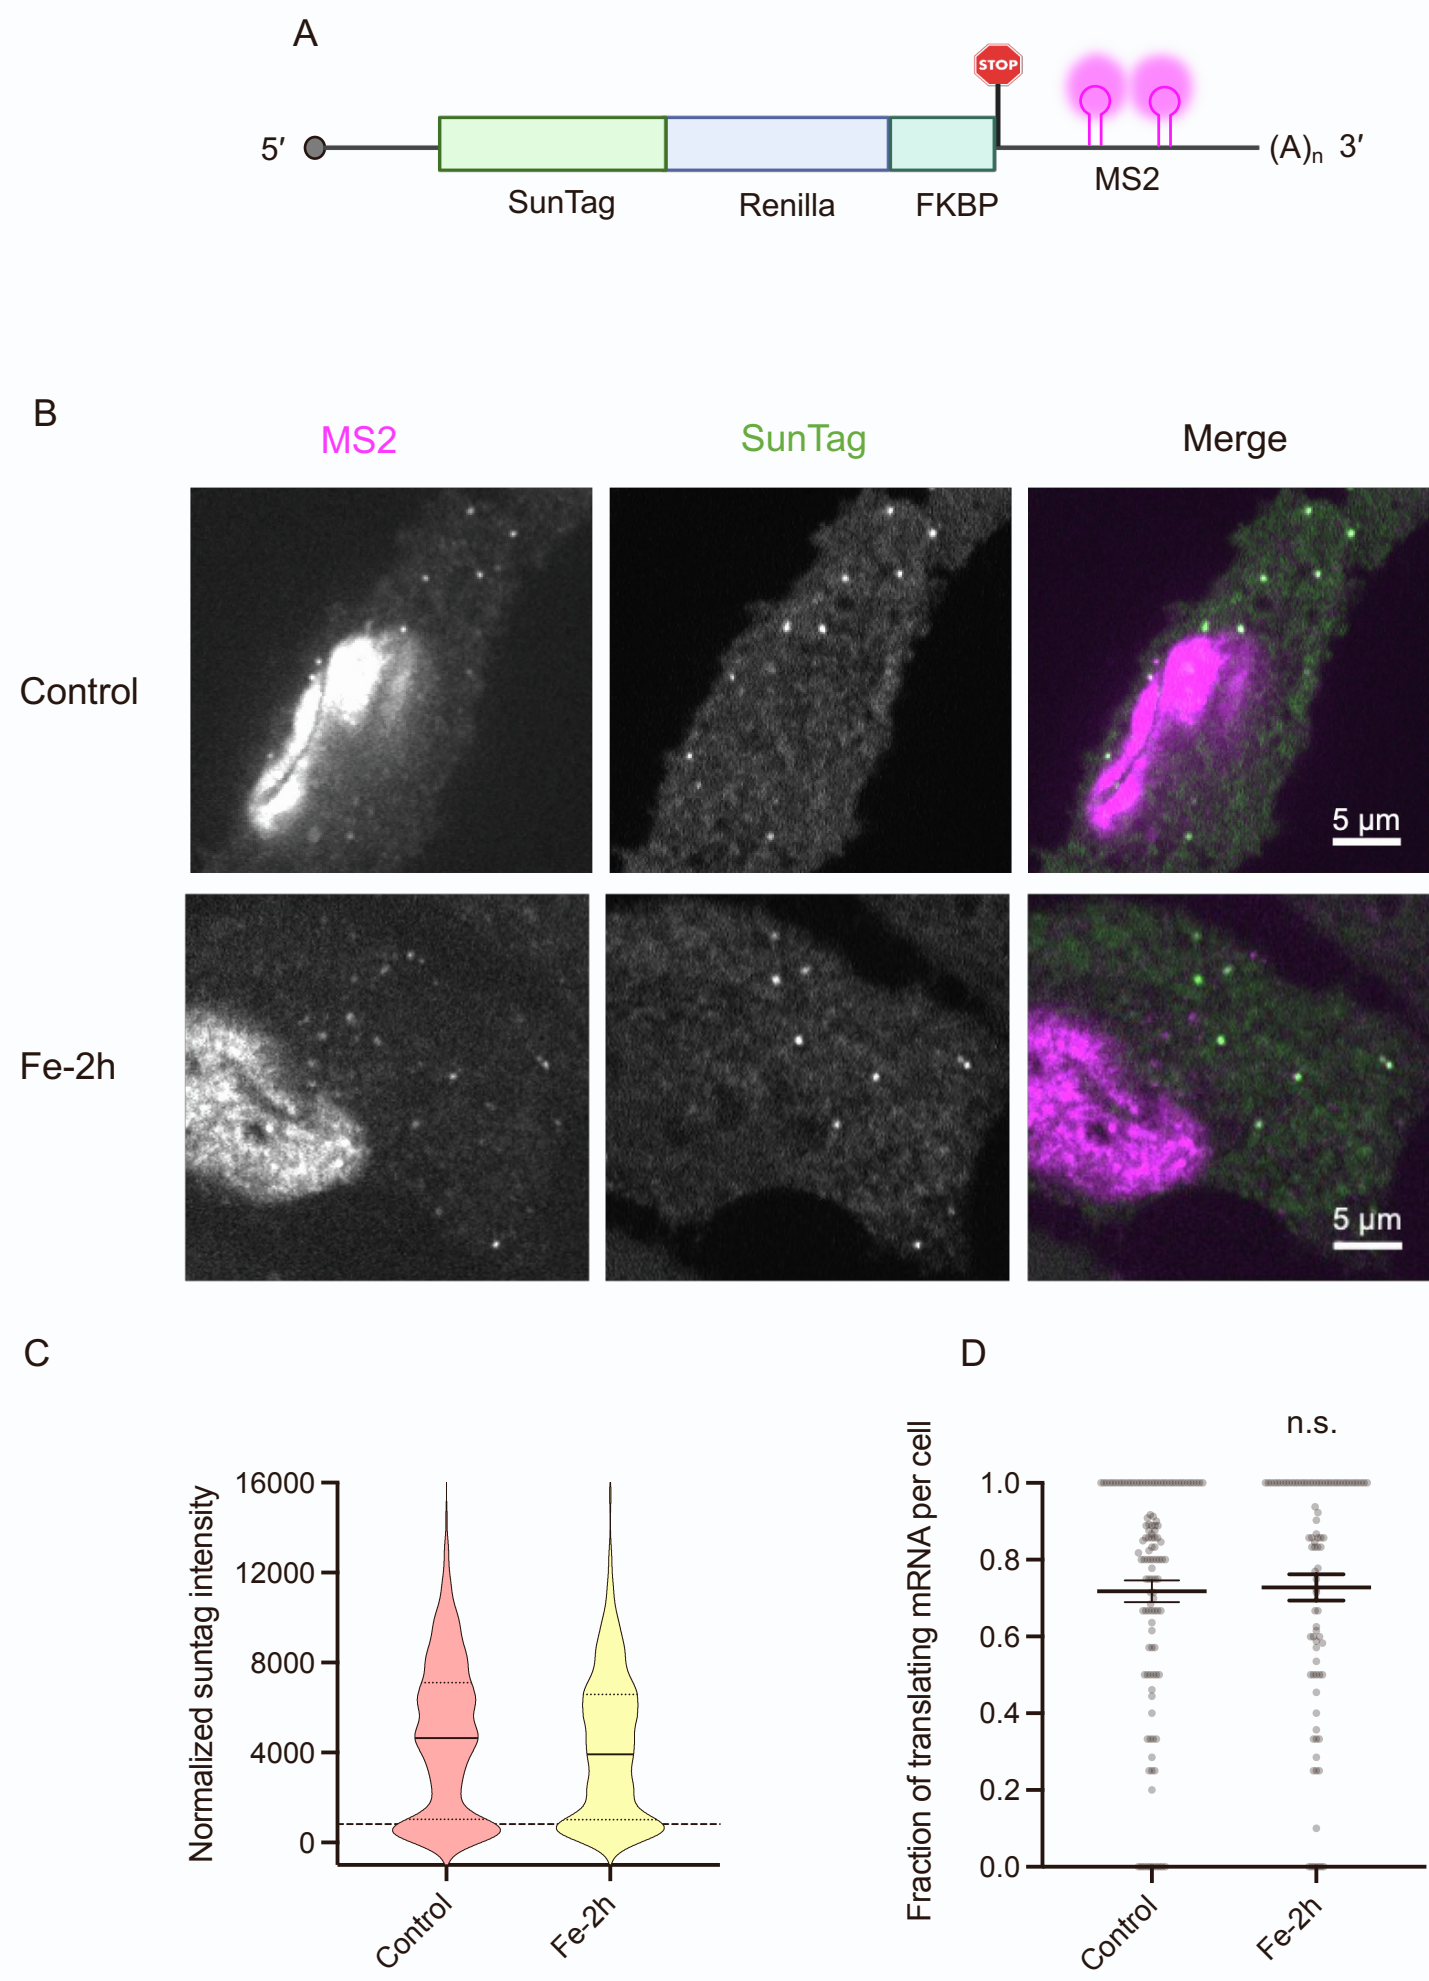 A
STOP
5′
(A)n 3′
MS2
SunTag Renilla FKBP
B
MS2 SunTag Merge
Control
5 µm
Fe-2h
5 µm
C
D
Normalized suntag intensity
16000
12000
8000
4000
0
Control
Fe-2h
Fraction of translating mRNA per cell
n.s.
1.0
0.8
0.6
0.4
0.2
0.0
Control
Fe-2h